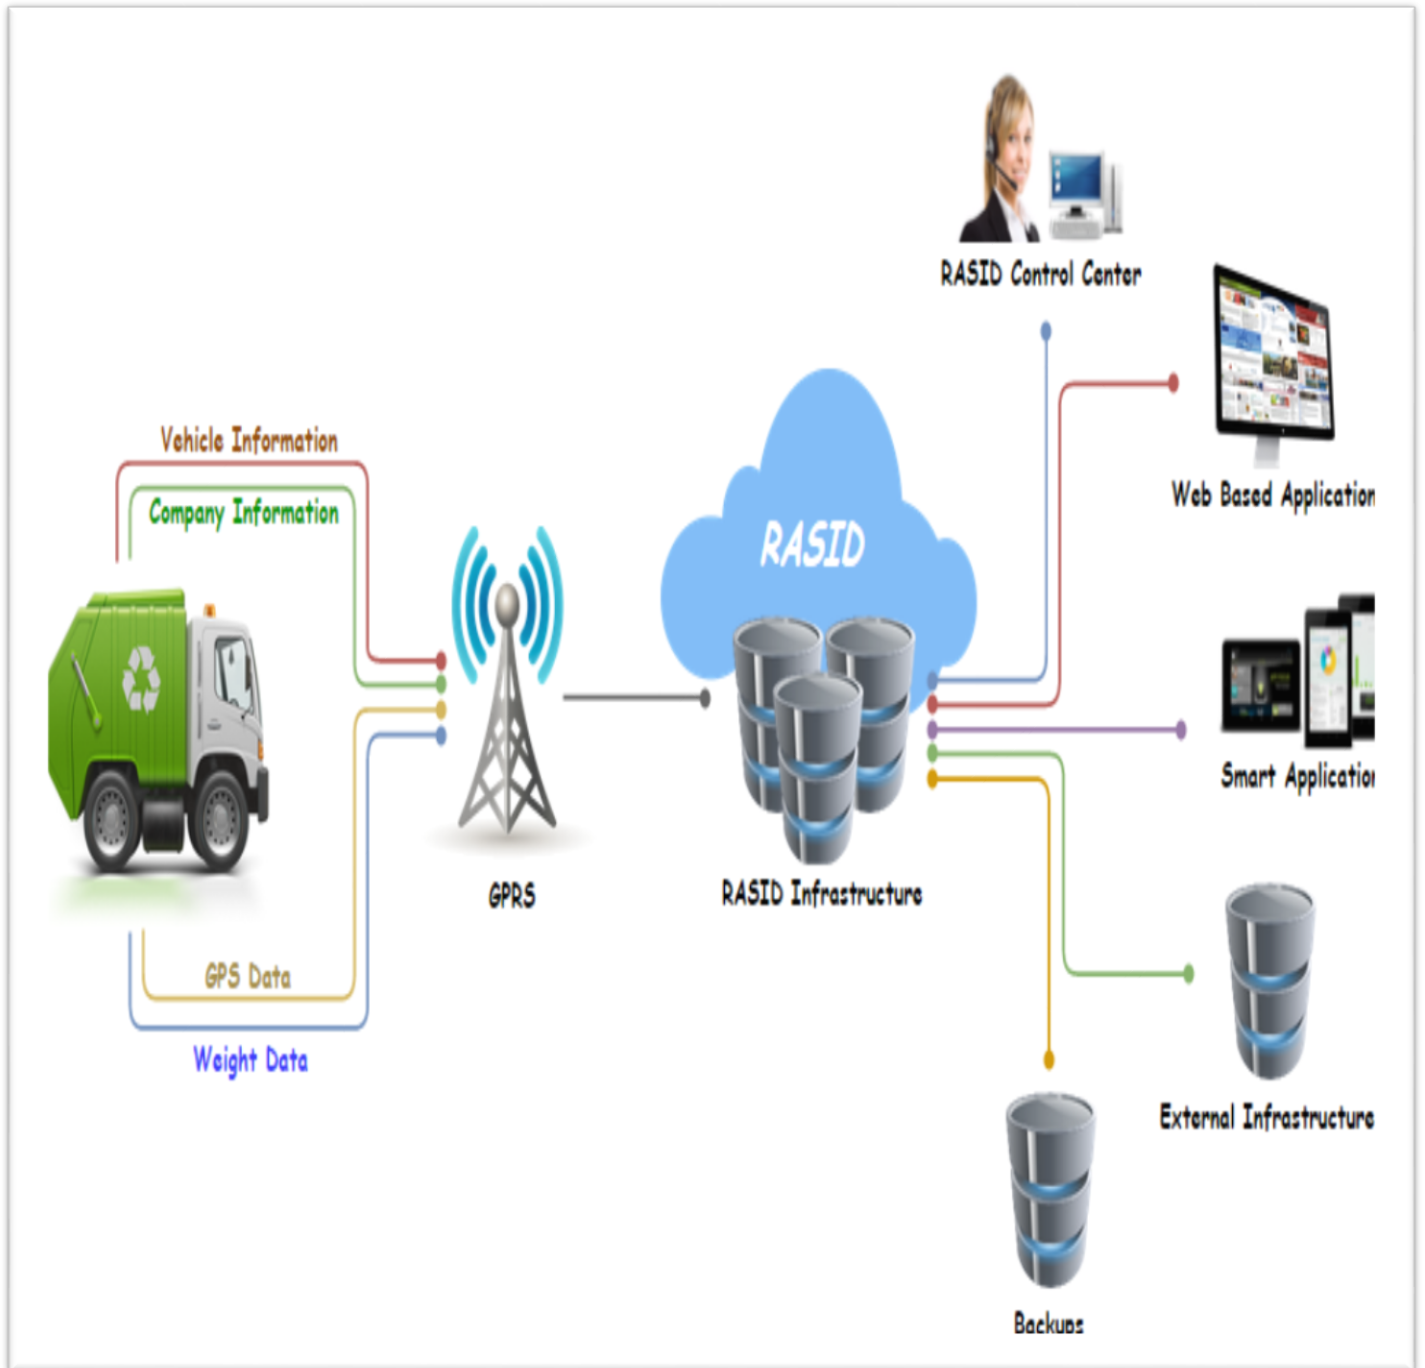 RASID Control Center
Web Based Application
Vehicle Information
Company Information
RASID
Smart Application
GPRS
RASID Infrastructure
GPS Data
Weight Data
External Infrastructure
Backups